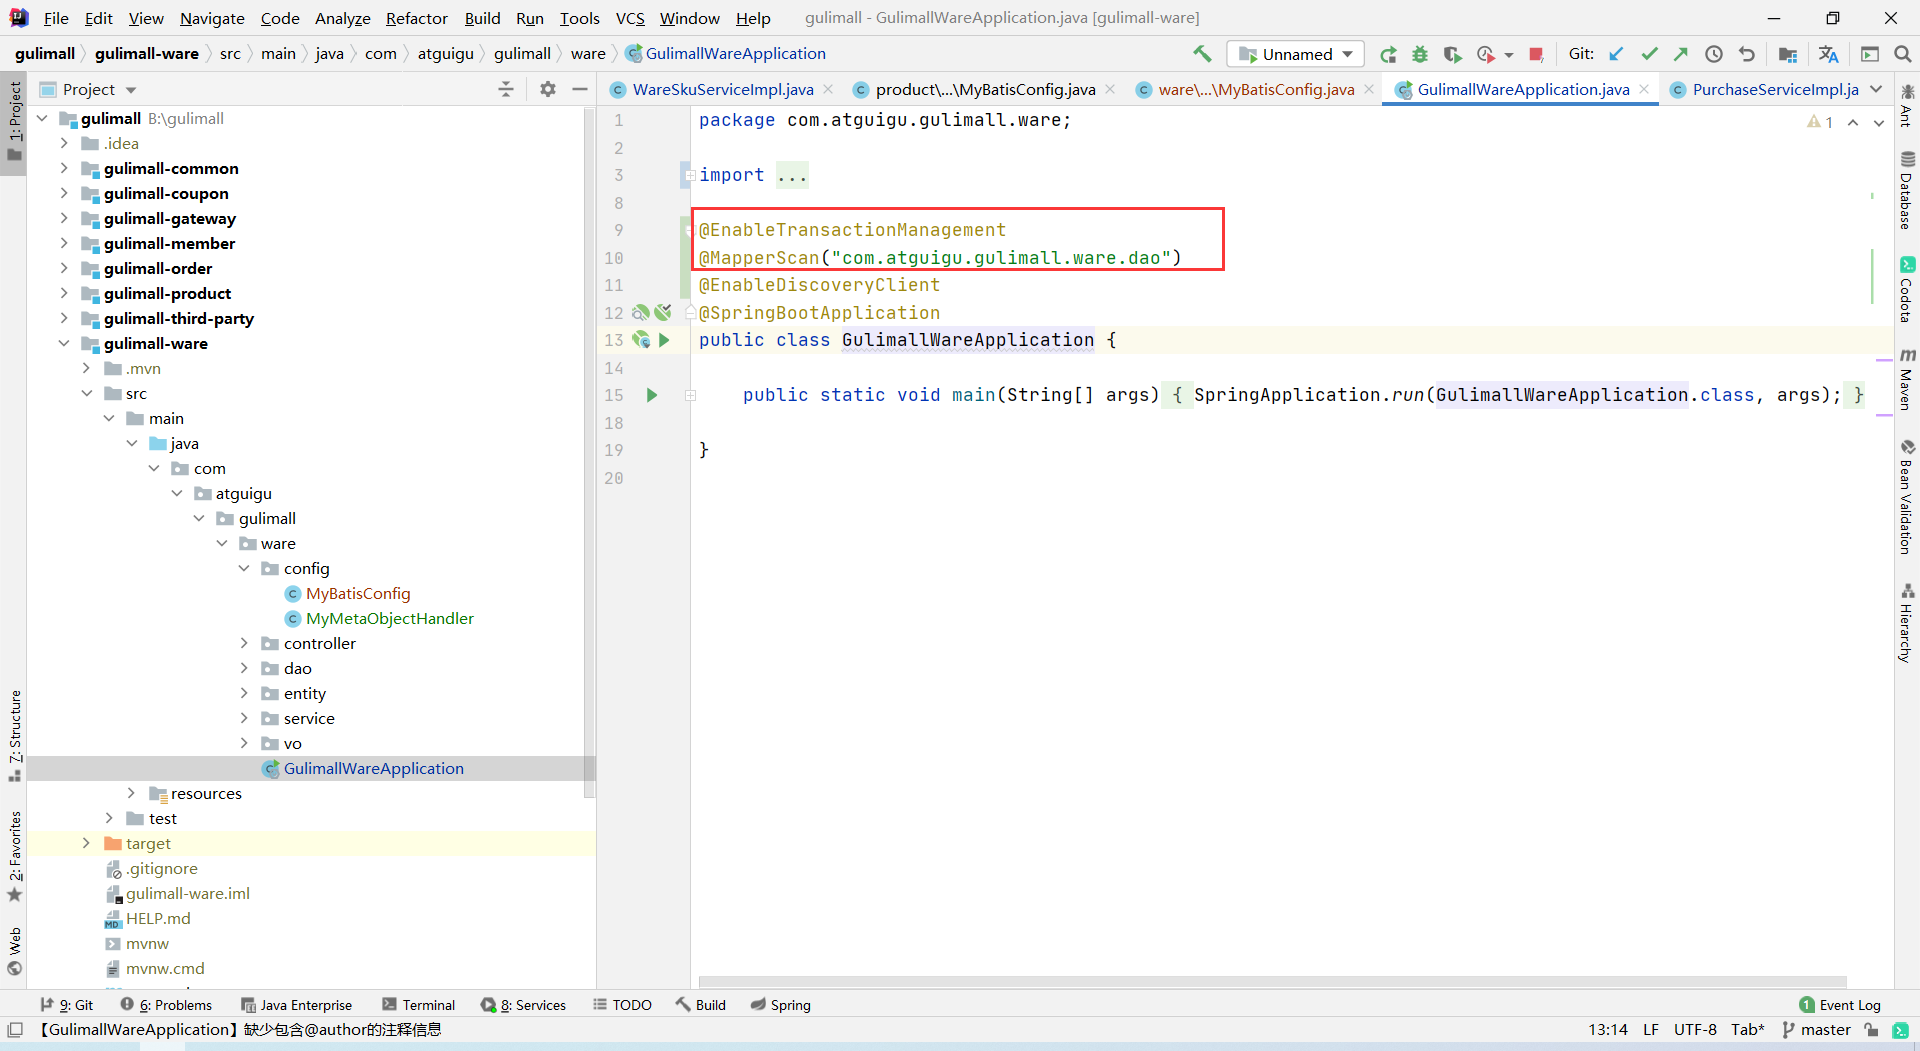 File Edit View Navigate Code Analyze Refactor Build Run Tools VCS Window Help gulimall - GulimallWareApplication.java [gulimall-ware]
gulimall gulimall-ware src main java com atguigu gulimall ware GulimallWareApplication Unnamed Git:
1: Project
Project
WareSkuServiceImpl.java product\...\MyBatisConfig.java ware\...\MyBatisConfig.java GulimallWareApplication.java PurchaseServiceImpl.ja
gulimall B:\gulimall
.idea
gulimall-common
gulimall-coupon
gulimall-gateway
gulimall-member
gulimall-order
gulimall-product
gulimall-third-party
gulimall-ware
.mvn
src
main
java
com
atguigu
gulimall
ware
config
MyBatisConfig
MyMetaObjectHandler
controller
dao
entity
service
vo
GulimallWareApplication
resources
test
target
.gitignore
gulimall-ware.iml
HELP.md
mvnw
mvnw.cmd
7: Structure
2: Favorites
Web
1 package com.atguigu.gulimall.ware;
2
3 import ...
8
9 @EnableTransactionManagement
10 @MapperScan("com.atguigu.gulimall.ware.dao")
11 @EnableDiscoveryClient
12 @SpringBootApplication
13 public class GulimallWareApplication {
14
15 public static void main(String[] args) { SpringApplication.run(GulimallWareApplication.class, args); }
18
19 }
20
1
Ant
Database
Codota
m Maven
Bean Validation
Hierarchy
9: Git 6: Problems Java Enterprise Terminal 8: Services TODO Build Spring 1 Event Log
【GulimallWareApplication】缺少包含@author的注释信息 13:14 LF UTF-8 Tab* master